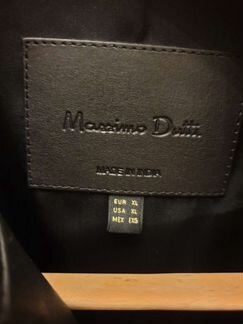 Massimo Dutti
MADE IN INDIA
EUR XL
USA XL
MEX EXG